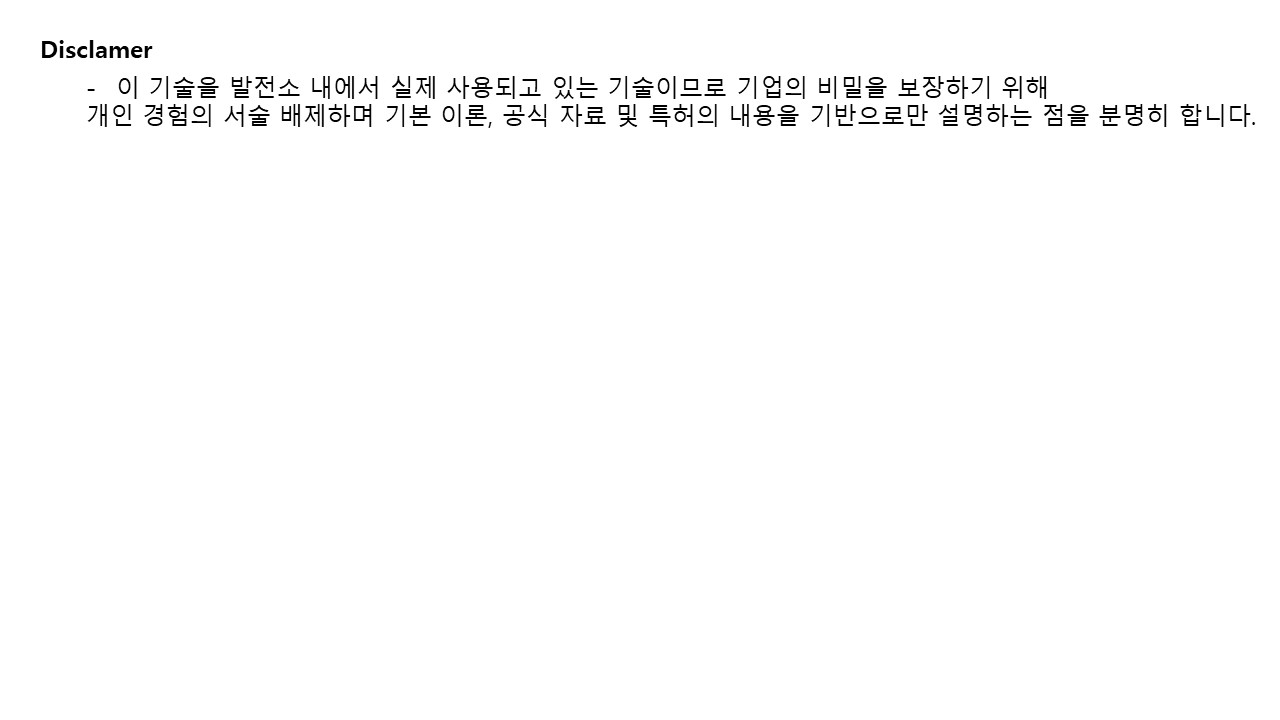 Disclamer
- 이 기술을 발전소 내에서 실제 사용되고 있는 기술이므로 기업의 비밀을 보장하기 위해
개인 경험의 서술 배제하며 기본 이론, 공식 자료 및 특허의 내용을 기반으로만 설명하는 점을 분명히 합니다.